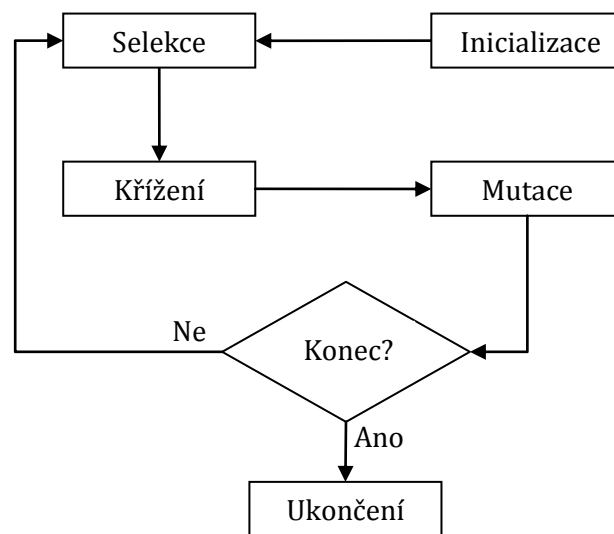 Selekce
Inicializace
Křížení
Mutace
Ne
Konec?
Ano
Ukončení